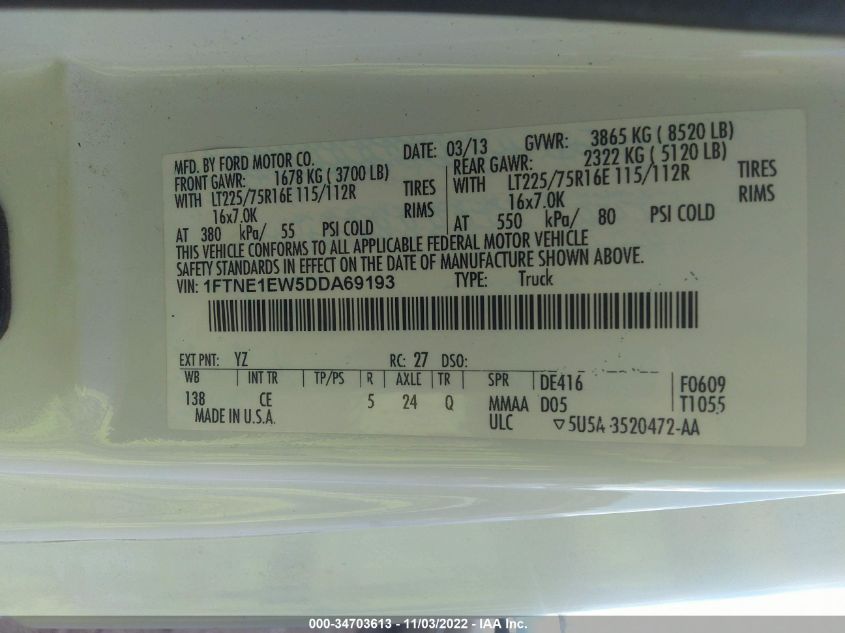 MFD. BY FORD MOTOR CO. DATE: 03/13 GVWR: 3865 KG ( 8520 LB)
FRONT GAWR: 1678 KG ( 3700 LB) REAR GAWR: 2322 KG ( 5120 LB)
WITH LT225/75R16E 115/112R TIRES WITH LT225/75R16E 115/112R TIRES
16x7.0K RIMS 16x7.0K RIMS
AT 380 kPa/ 55 PSI COLD AT 550 kPa/ 80 PSI COLD
THIS VEHICLE CONFORMS TO ALL APPLICABLE FEDERAL MOTOR VEHICLE
SAFETY STANDARDS IN EFFECT ON THE DATE OF MANUFACTURE SHOWN ABOVE.
VIN: 1FTNE1EW5DDA69193 TYPE: Truck
EXT PNT: YZ RC: 27 DSO:
WB INT TR TP/PS R AXLE TR SPR DE416 F0609
138 CE 5 24 Q MMAA D05 T1055
MADE IN U.S.A. ULC ▽5U5A-3520472-AA
000-34703613 - 11/03/2022 - IAA Inc.